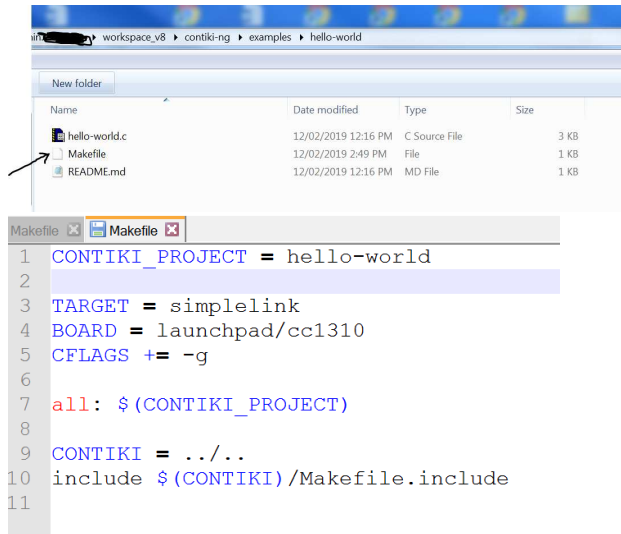 workspace_v8 ▸ contiki-ng ▸ examples ▸ hello-world
New folder
Name Date modified Type Size
hello-world.c 12/02/2019 12:16 PM C Source File 3 KB
Makefile 12/02/2019 2:49 PM File 1 KB
README.md 12/02/2019 12:16 PM MD File 1 KB
Makefile Makefile
1 CONTIKI_PROJECT = hello-world
2
3 TARGET = simplelink
4 BOARD = launchpad/cc1310
5 CFLAGS += -g
6
7 all: $(CONTIKI_PROJECT)
8
9 CONTIKI = ../..
10 include $(CONTIKI)/Makefile.include
11